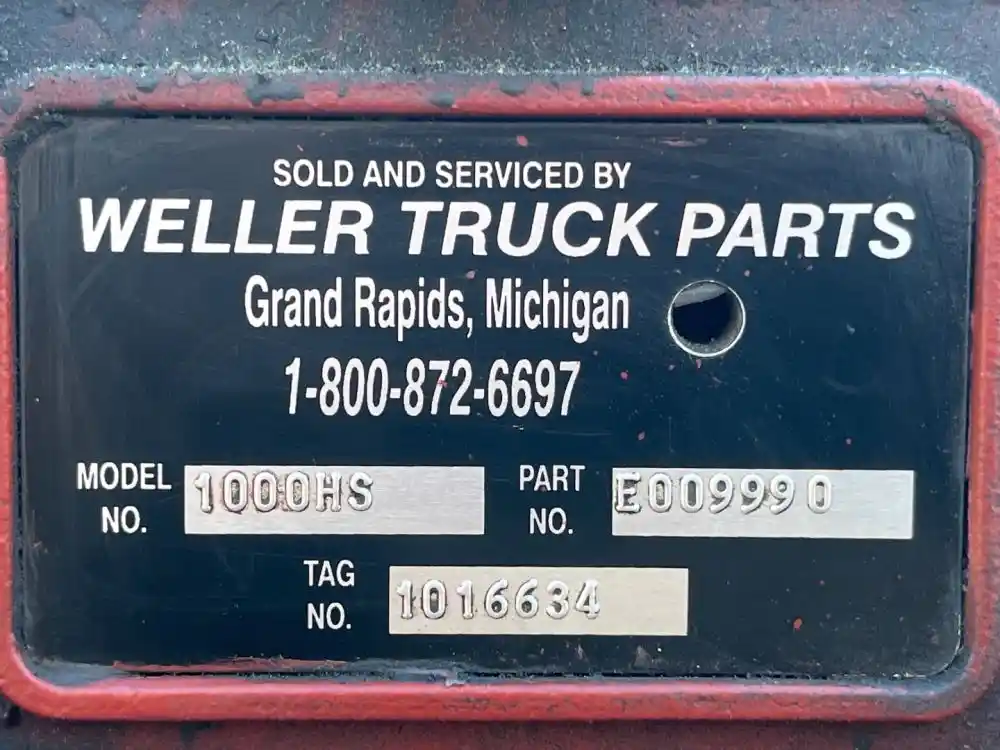 SOLD AND SERVICED BY
WELLER TRUCK PARTS
Grand Rapids, Michigan
1-800-872-6697
MODEL NO. 1000HS PART NO. E009990
TAG NO. 1016634